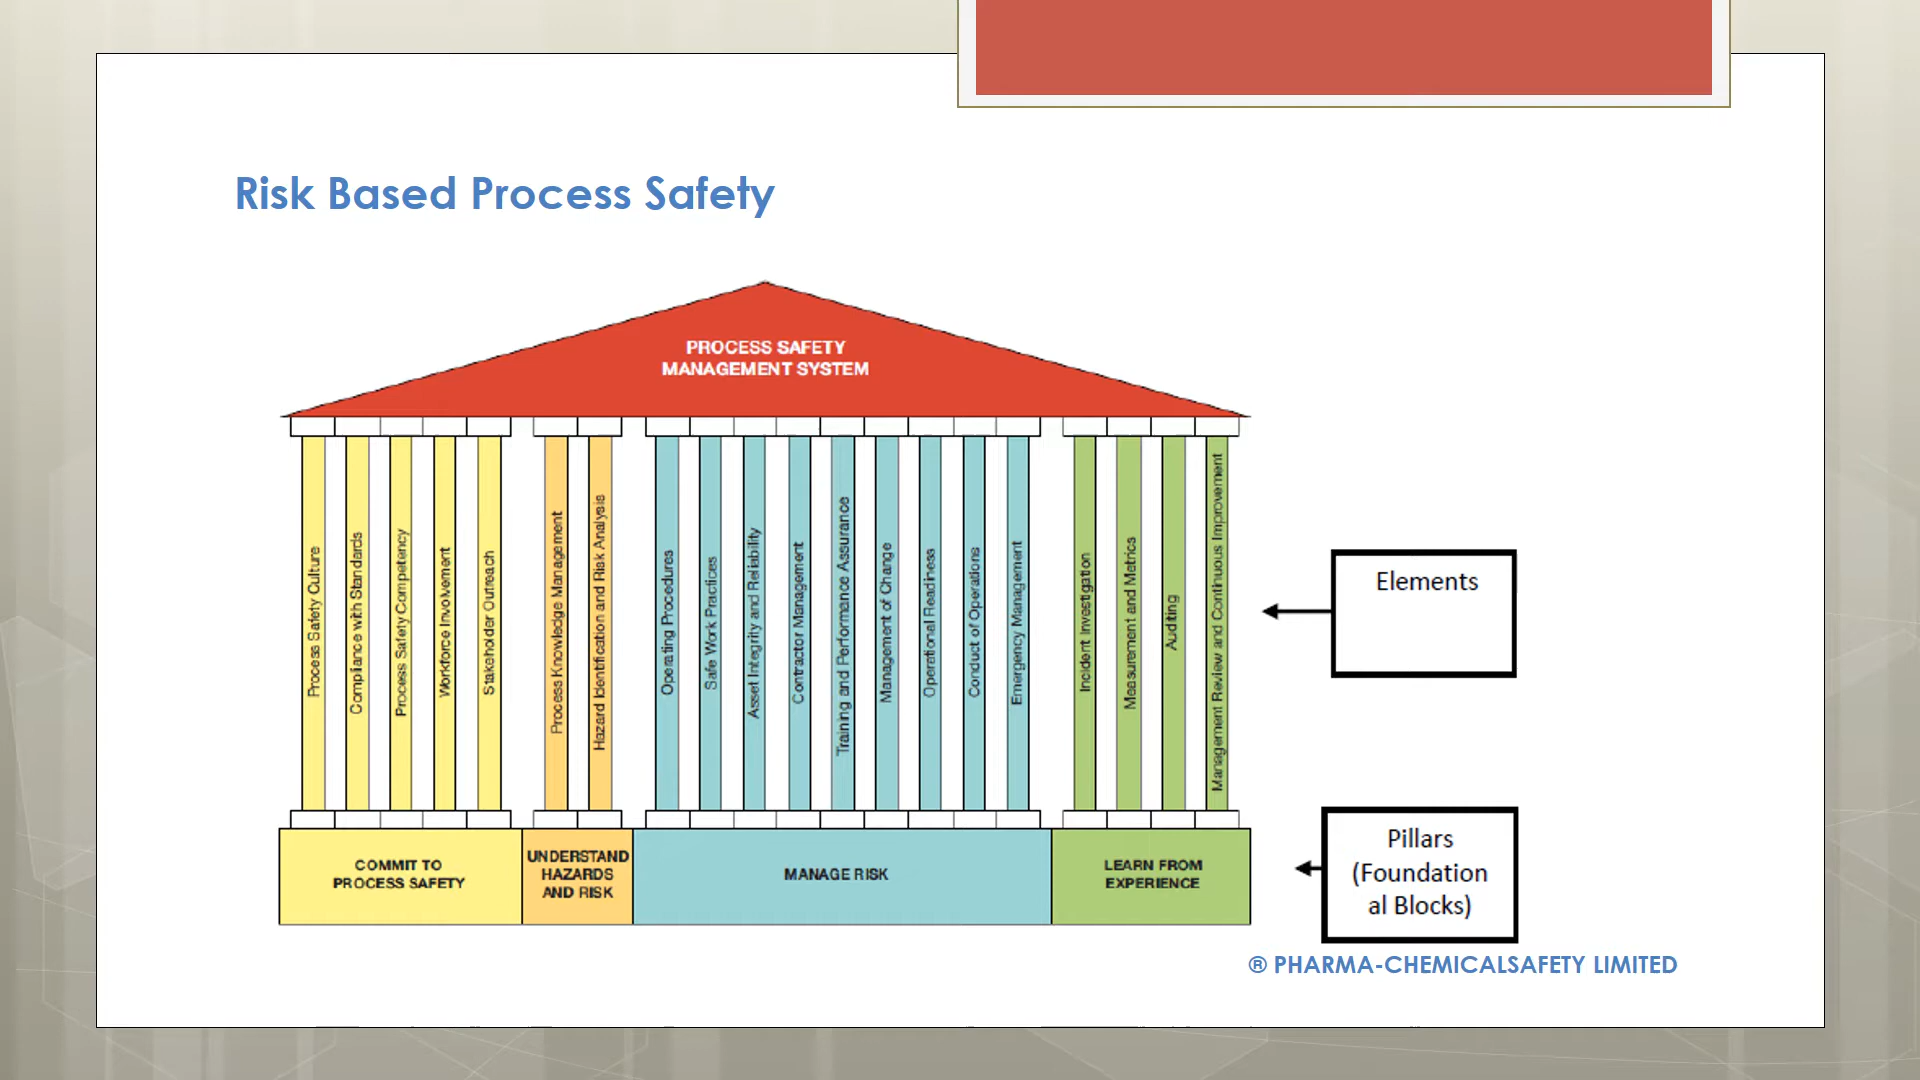 Risk Based Process Safety
PROCESS SAFETY
MANAGEMENT SYSTEM
Process Safety Culture
Compliance with Standards
Process Safety Competency
Workforce Involvement
Stakeholder Outreach
Process Knowledge Management
Hazard Identification and Risk Analysis
Operating Procedures
Safe Work Practices
Asset Integrity and Reliability
Contractor Management
Training and Performance Assurance
Management of Change
Operational Readiness
Conduct of Operations
Emergency Management
Incident Investigation
Measurement and Metrics
Auditing
Management Review and Continuous Improvement
Elements
COMMIT TO
PROCESS SAFETY
UNDERSTAND
HAZARDS
AND RISK
MANAGE RISK
LEARN FROM
EXPERIENCE
Pillars
(Foundation
al Blocks)
® PHARMA-CHEMICALSAFETY LIMITED